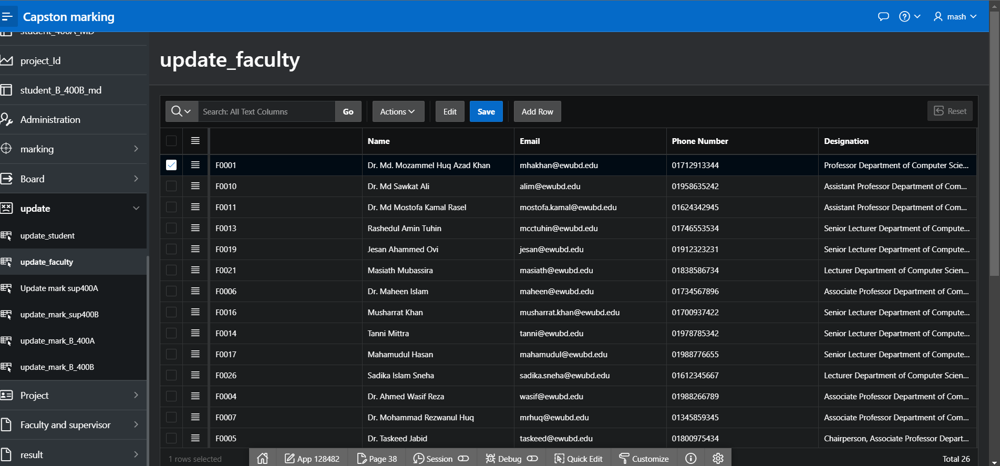 Capston marking
mash
student_400A_MD
project_Id
student_B_400B_md
Administration
marking
Board
update
update_student
update_faculty
Update mark sup400A
update_mark_sup400B
update_mark_B_400A
update_mark_B_400B
Project
Faculty and supervisor
result
update_faculty
Search: All Text Columns Go Actions Edit Save Add Row Reset
Name Email Phone Number Designation
F0001 Dr. Md. Mozammel Huq Azad Khan mhakhan@ewubd.edu 01712913344 Professor Department of Computer Scie...
F0010 Dr. Md Sawkat Ali alim@ewubd.edu 01958635242 Assistant Professor Department of Com...
F0011 Dr. Md Mostofa Kamal Rasel mostofa.kamal@ewubd.edu 01624342945 Assistant Professor Department of Com...
F0013 Rashedul Amin Tuhin mcctuhin@ewubd.edu 01746553534 Senior Lecturer Department of Compute...
F0019 Jesan Ahammed Ovi jesan@ewubd.edu 01912323231 Senior Lecturer Department of Compute...
F0021 Masiath Mubassira masiath@ewubd.edu 01838586734 Lecturer Department of Computer Scien...
F0006 Dr. Maheen Islam maheen@ewubd.edu 01734567896 Associate Professor Department of Com...
F0016 Musharrat Khan musharrat.khan@ewubd.edu 01700937422 Senior Lecturer Department of Compute...
F0014 Tanni Mittra tanni@ewubd.edu 01978785342 Senior Lecturer Department of Compute...
F0017 Mahamudul Hasan mahamudul@ewubd.edu 01988776655 Senior Lecturer Department of Compute...
F0026 Sadika Islam Sneha sadika.sneha@ewubd.edu 01612345667 Lecturer Department of Computer Scien...
F0004 Dr. Ahmed Wasif Reza wasif@ewubd.edu 01988266789 Associate Professor Department of Com...
F0007 Dr. Mohammad Rezwanul Huq mrhuq@ewubd.edu 01345859345 Associate Professor Department of Com...
F0005 Dr. Taskeed Jabid taskeed@ewubd.edu 01800975434 Chairperson, Associate Professor Depart...
1 rows selected Total 26
App 128482 Page 38 Session Debug Quick Edit Customize